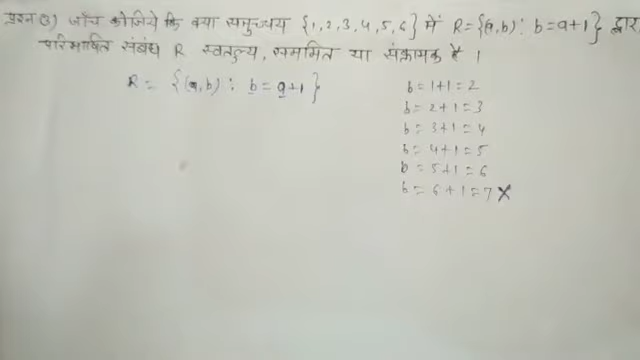 प्रश्न (3) जाँच कीजिये कि क्या समुच्चय {1,2,3,4,5,6} में R={(a,b): b=a+1} द्वारा
परिभाषित संबंध R स्वतुल्य, सममित या संक्रामक है ।
R = {(a,b): b=a+1}
b=1+1=2
b=2+1=3
b=3+1=4
b=4+1=5
b=5+1=6
b=6+1=7 ×